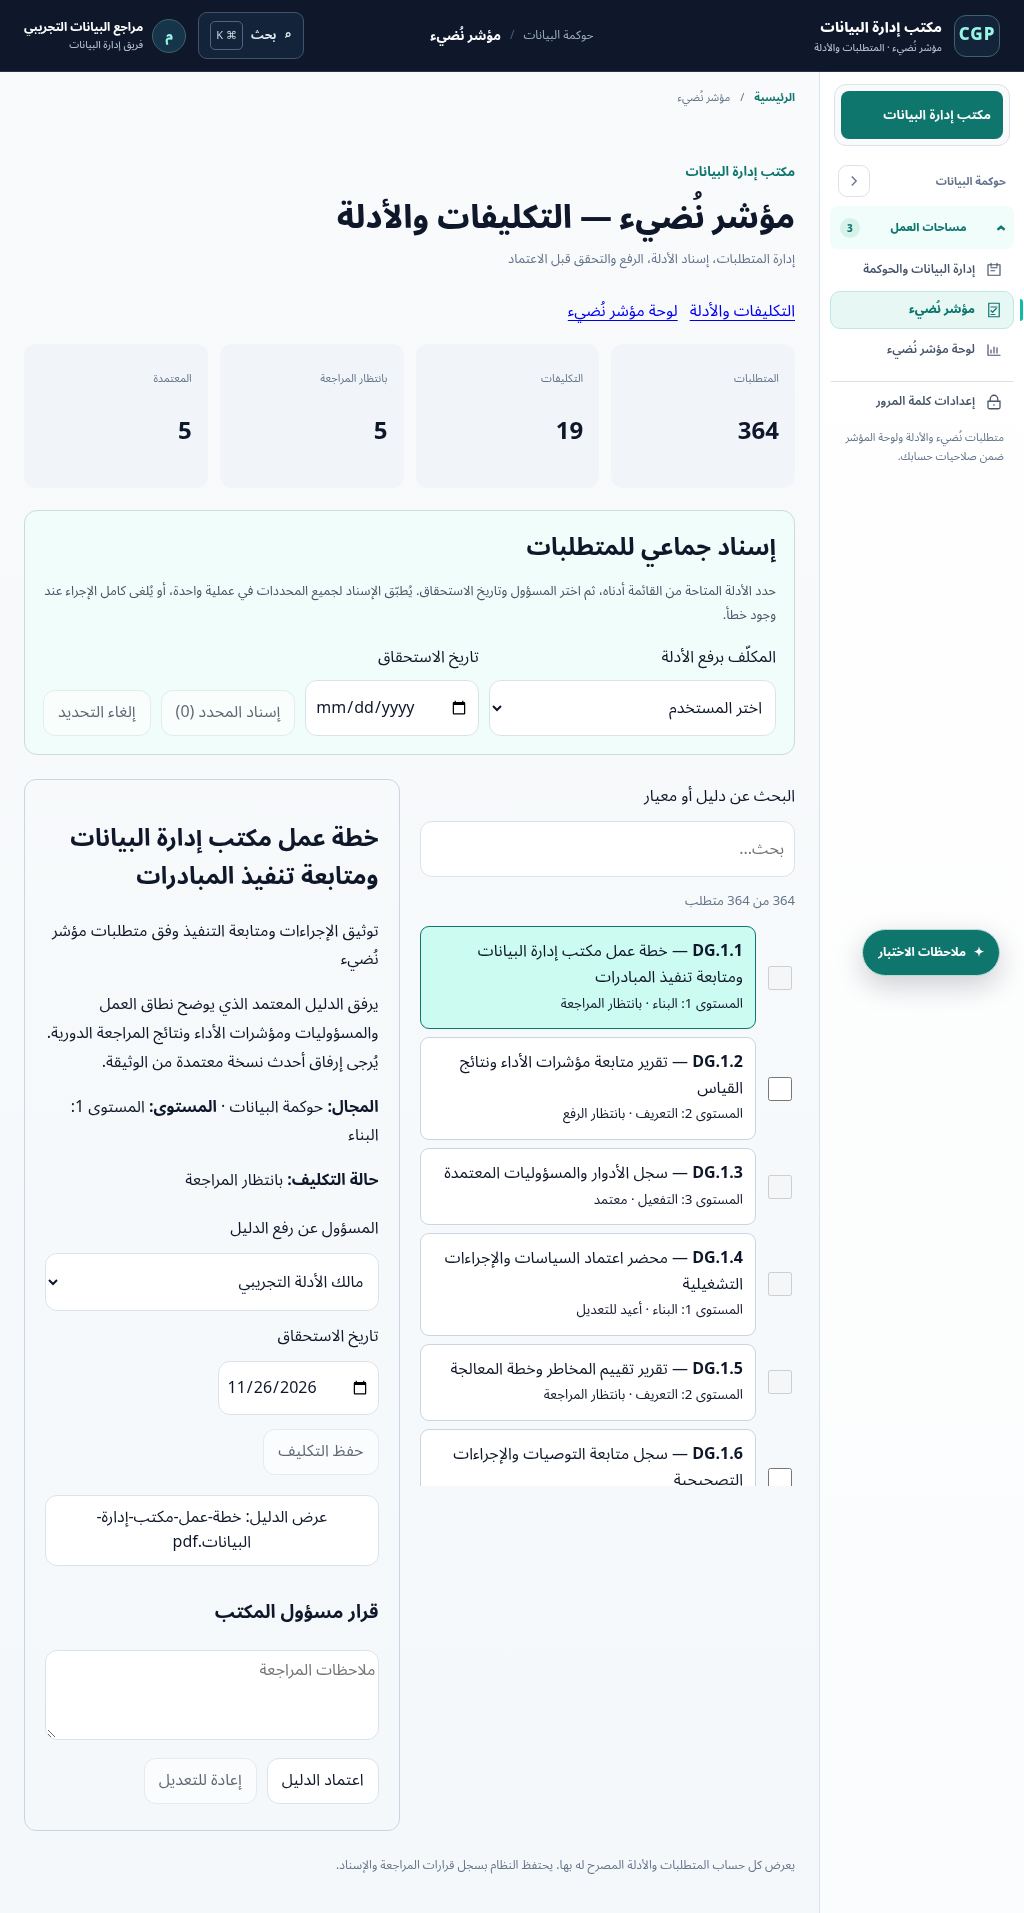 CGP
مكتب إدارة البيانات
مؤشر نُضيء · المتطلبات والأدلة
حوكمة البيانات / مؤشر نُضيء
بحث
⌘ K
م
مراجع البيانات التجريبي
فريق إدارة البيانات
مكتب إدارة البيانات
حوكمة البيانات
مساحات العمل
3
إدارة البيانات والحوكمة
مؤشر نُضيء
لوحة مؤشر نُضيء
إعدادات كلمة المرور
متطلبات نُضيء والأدلة ولوحة المؤشر
ضمن صلاحيات حسابك.
ملاحظات الاختبار
الرئيسية / مؤشر نُضيء
مكتب إدارة البيانات
مؤشر نُضيء — التكليفات والأدلة
إدارة المتطلبات، إسناد الأدلة، الرفع والتحقق قبل الاعتماد
التكليفات والأدلة لوحة مؤشر نُضيء
المتطلبات
364
التكليفات
19
بانتظار المراجعة
5
المعتمدة
5
إسناد جماعي للمتطلبات
حدد الأدلة المتاحة من القائمة أدناه، ثم اختر المسؤول وتاريخ الاستحقاق. يُطبّق الإسناد لجميع المحددات في عملية واحدة، أو يُلغى كامل الإجراء عند
وجود خطأ.
المكلّف برفع الأدلة
اختر المستخدم
تاريخ الاستحقاق
mm/dd/yyyy
إسناد المحدد (0)
إلغاء التحديد
البحث عن دليل أو معيار
بحث...
364 من 364 متطلب
DG.1.1 — خطة عمل مكتب إدارة البيانات
ومتابعة تنفيذ المبادرات
المستوى 1: البناء · بانتظار المراجعة
DG.1.2 — تقرير متابعة مؤشرات الأداء ونتائج
القياس
المستوى 2: التعريف · بانتظار الرفع
DG.1.3 — سجل الأدوار والمسؤوليات المعتمدة
المستوى 3: التفعيل · معتمد
DG.1.4 — محضر اعتماد السياسات والإجراءات
التشغيلية
المستوى 1: البناء · أعيد للتعديل
DG.1.5 — تقرير تقييم المخاطر وخطة المعالجة
المستوى 2: التعريف · بانتظار المراجعة
DG.1.6 — سجل متابعة التوصيات والإجراءات
التصحيحية
خطة عمل مكتب إدارة البيانات
ومتابعة تنفيذ المبادرات
توثيق الإجراءات ومتابعة التنفيذ وفق متطلبات مؤشر
نُضيء
يرفق الدليل المعتمد الذي يوضح نطاق العمل
والمسؤوليات ومؤشرات الأداء ونتائج المراجعة الدورية.
يُرجى إرفاق أحدث نسخة معتمدة من الوثيقة.
المجال: حوكمة البيانات · المستوى: المستوى 1:
البناء
حالة التكليف: بانتظار المراجعة
المسؤول عن رفع الدليل
مالك الأدلة التجريبي
تاريخ الاستحقاق
11/26/2026
حفظ التكليف
عرض الدليل: خطة-عمل-مكتب-إدارة-
البيانات.pdf
قرار مسؤول المكتب
ملاحظات المراجعة
اعتماد الدليل
إعادة للتعديل
يعرض كل حساب المتطلبات والأدلة المصرح له بها. يحتفظ النظام بسجل قرارات المراجعة والإسناد.